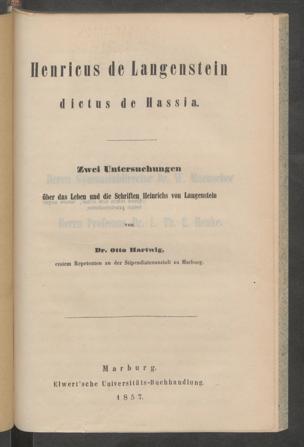 Henricus de Langenstein
dictus de Hassia.
Zwei Untersuchungen
über das Leben und die Schriften Heinrichs von Langenstein
von
Dr. Otto Hartwig,
erstem Repetenten an der Stipendiatenanstalt zu Marburg.
Marburg.
Elwert'sche Universitäts-Buchhandlung.
1857.